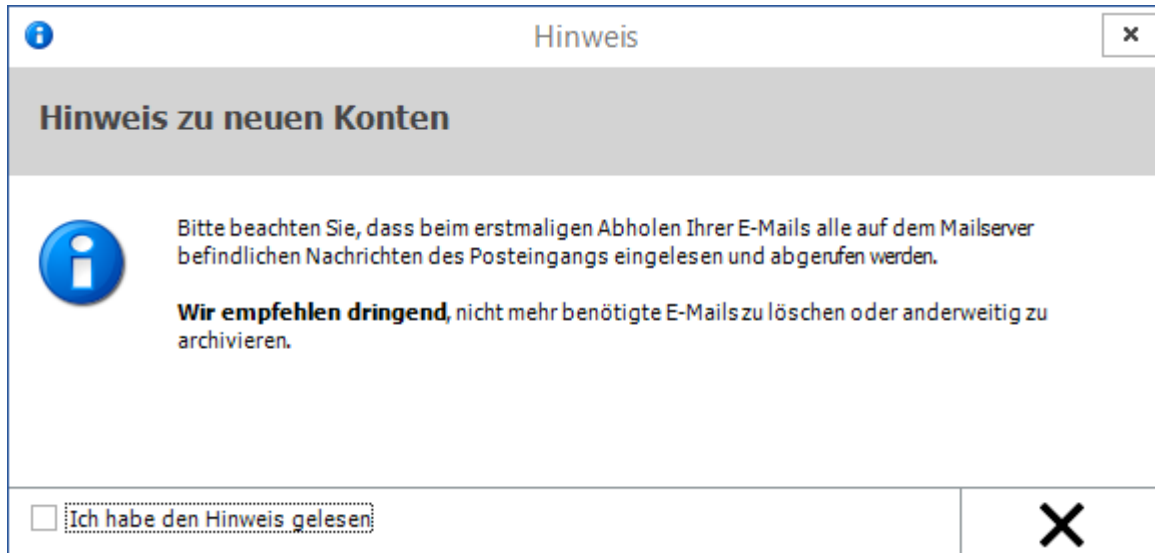 Hinweis
Hinweis zu neuen Konten
Bitte beachten Sie, dass beim erstmaligen Abholen Ihrer E-Mails alle auf dem Mailserver
befindlichen Nachrichten des Posteingangs eingelesen und abgerufen werden.
Wir empfehlen dringend, nicht mehr benötigte E-Mails zu löschen oder anderweitig zu
archivieren.
Ich habe den Hinweis gelesen